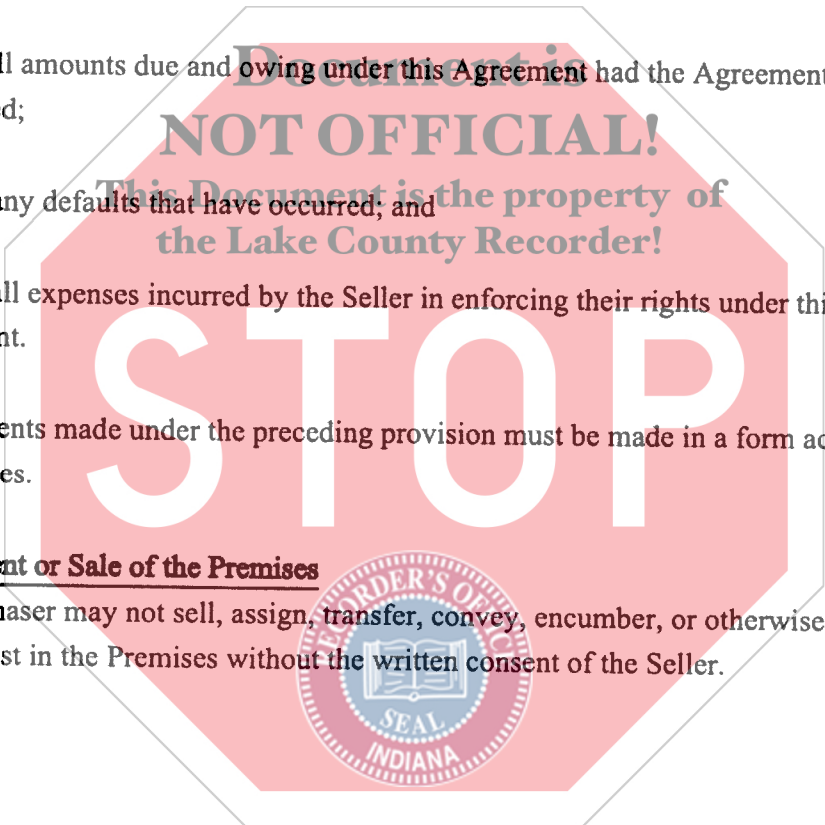 ll amounts due and owing under this Agreement had the Agreement
d;
any defaults that have occurred; and
all expenses incurred by the Seller in enforcing their rights under thi
nt.
ents made under the preceding provision must be made in a form ac
es.
nt or Sale of the Premises
haser may not sell, assign, transfer, convey, encumber, or otherwise
st in the Premises without the written consent of the Seller.
Document is
NOT OFFICIAL!
This Document is the property of
the Lake County Recorder!
STOP
RECORDER'S OFFICE
SEAL
INDIANA